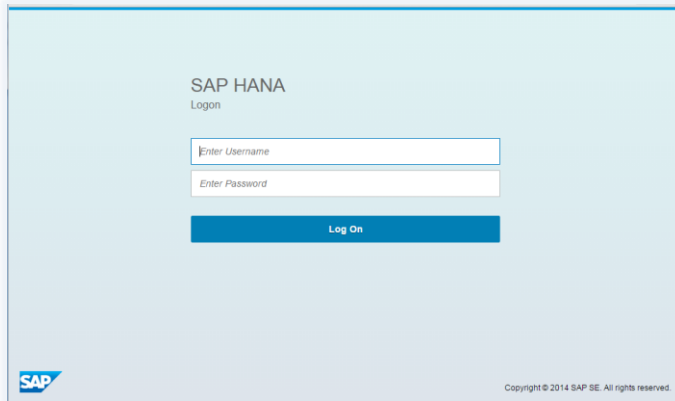 SAP HANA
Logon
Enter Username
Enter Password
Log On
SAP
Copyright © 2014 SAP SE. All rights reserved.